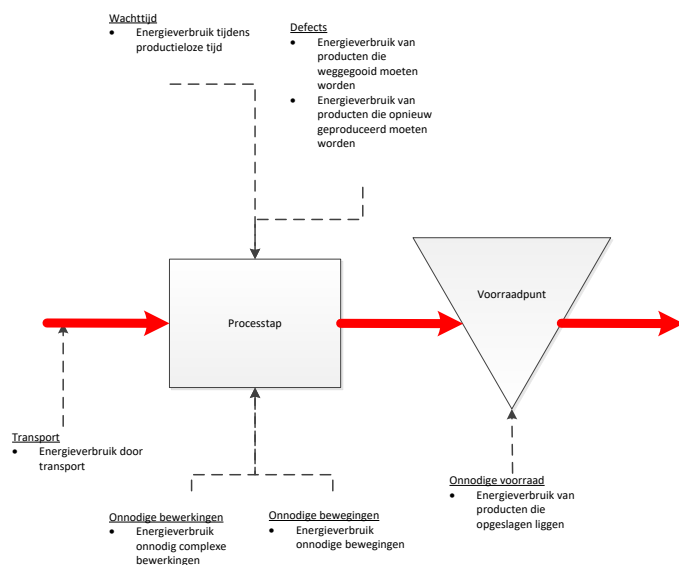 Wachttijd
• Energieverbruik tijdens
productieloze tijd
Defects
• Energieverbruik van
producten die
weggegooid moeten
worden
• Energieverbruik van
producten die opnieuw
geproduceerd moeten
worden
Processtap
Voorraadpunt
Transport
• Energieverbruik door
transport
Onnodige bewerkingen
• Energieverbruik
onnodig complexe
bewerkingen
Onnodige bewegingen
• Energieverbruik
onnodige bewegingen
Onnodige voorraad
• Energieverbruik van
producten die
opgeslagen liggen